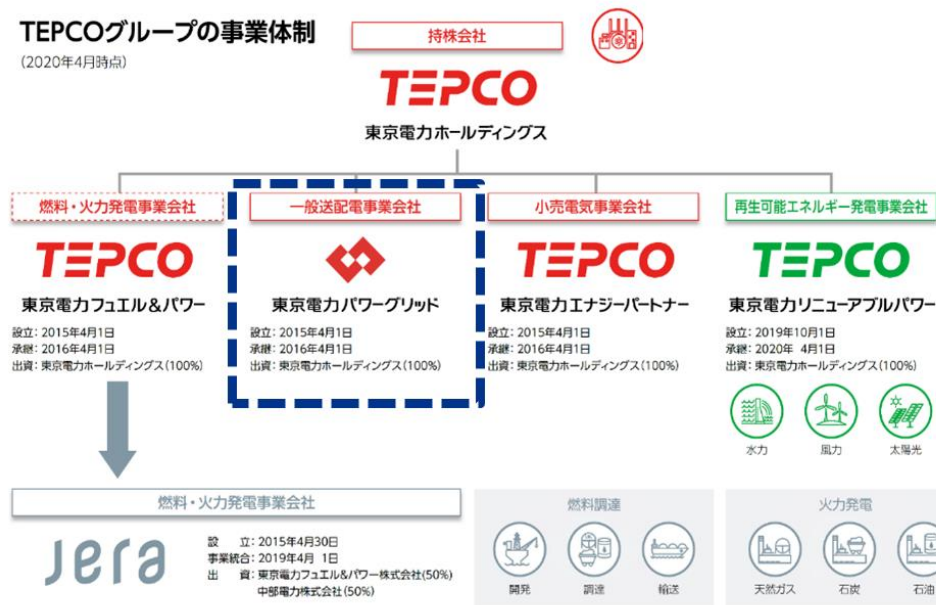 TEPCOグループの事業体制
(2020年4月時点)
持株会社
TEPCO
東京電力ホールディングス
燃料・火力発電事業会社
TEPCO
東京電力フュエル&パワー
設立：2015年4月1日
承継：2016年4月1日
出資：東京電力ホールディングス(100%)
一般送配電事業会社
東京電力パワーグリッド
設立：2015年4月1日
承継：2016年4月1日
出資：東京電力ホールディングス(100%)
小売電気事業会社
TEPCO
東京電力エナジーパートナー
設立：2015年4月1日
承継：2016年4月1日
出資：東京電力ホールディングス(100%)
再生可能エネルギー発電事業会社
TEPCO
東京電力リニューアブルパワー
設立：2019年10月1日
承継：2020年 4月1日
出資：東京電力ホールディングス(100%)
水力
風力
太陽光
燃料・火力発電事業会社
Jera
設 立：2015年4月30日
事業統合：2019年4月 1日
出 資：東京電力フュエル&パワー株式会社(50%)
中部電力株式会社(50%)
燃料調達
開発
調達
輸送
火力発電
天然ガス
石炭
石油